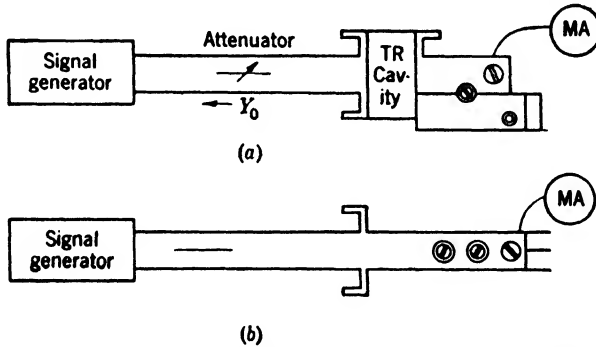 MA
Attenuator
Signal
generator
TR
Cav-
ity
Y₀
(a)
MA
Signal
generator
(b)